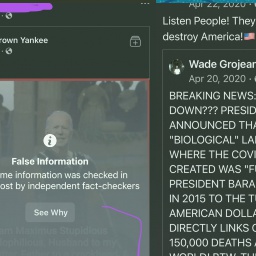 rown Yankee
False Information
me information was checked in
ost by independent fact-checkers
See Why
Apr 22, 2020
Listen People! They
destroy America!
Wade Grojean
Apr 20, 2020
BREAKING NEWS:
DOWN??? PRESID
ANNOUNCED THA
"BIOLOGICAL" LA
WHERE THE COVI
CREATED WAS "FU
PRESIDENT BARA
IN 2015 TO THE TU
AMERICAN DOLLA
DIRECTLY LINKS O
150,000 DEATHS A